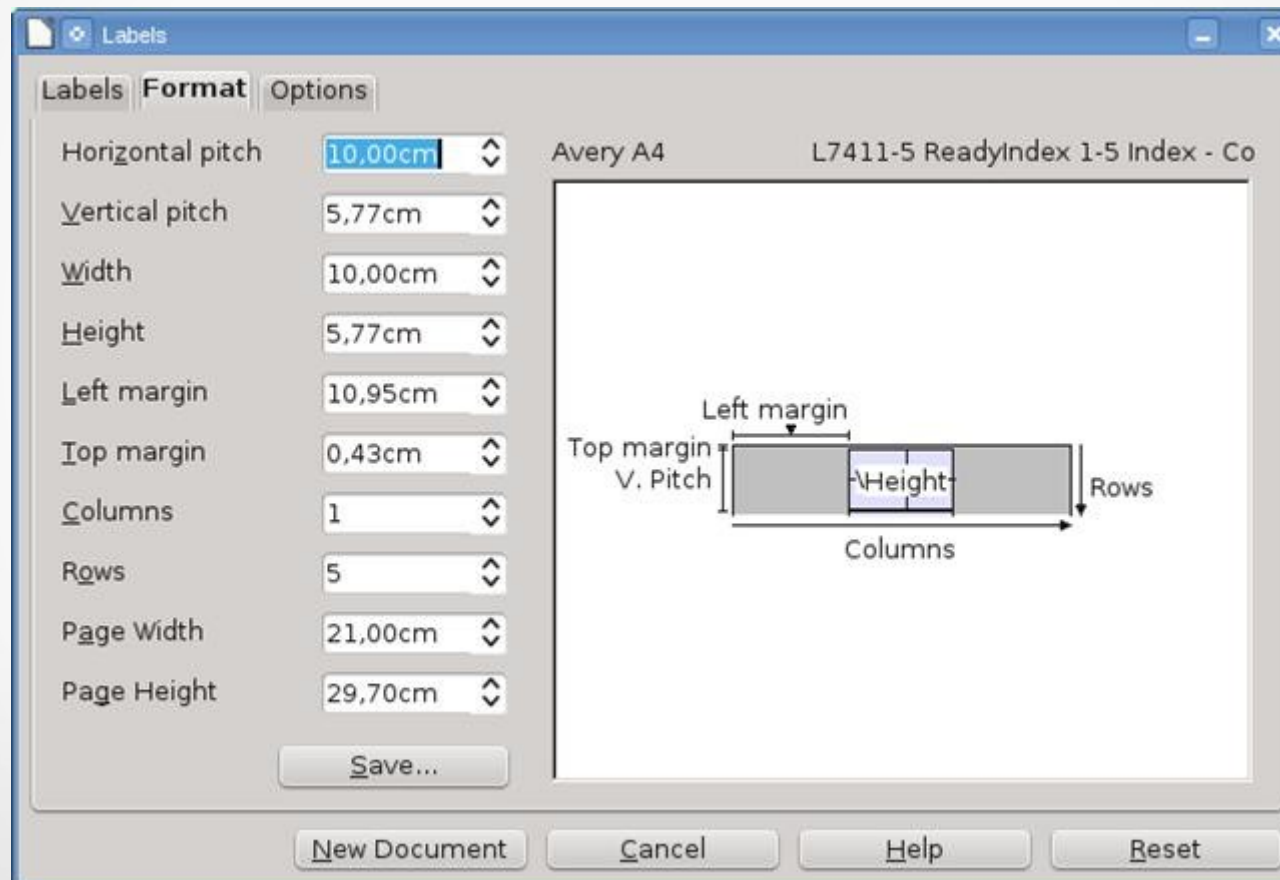 Labels
Labels Format Options
Horizontal pitch 10,00cm
Vertical pitch 5,77cm
Width 10,00cm
Height 5,77cm
Left margin 10,95cm
Top margin 0,43cm
Columns 1
Rows 5
Page Width 21,00cm
Page Height 29,70cm
Save...
Avery A4 L7411-5 ReadyIndex 1-5 Index - Co
Left margin
Top margin
V. Pitch
\Height
Rows
Columns
New Document Cancel Help Reset